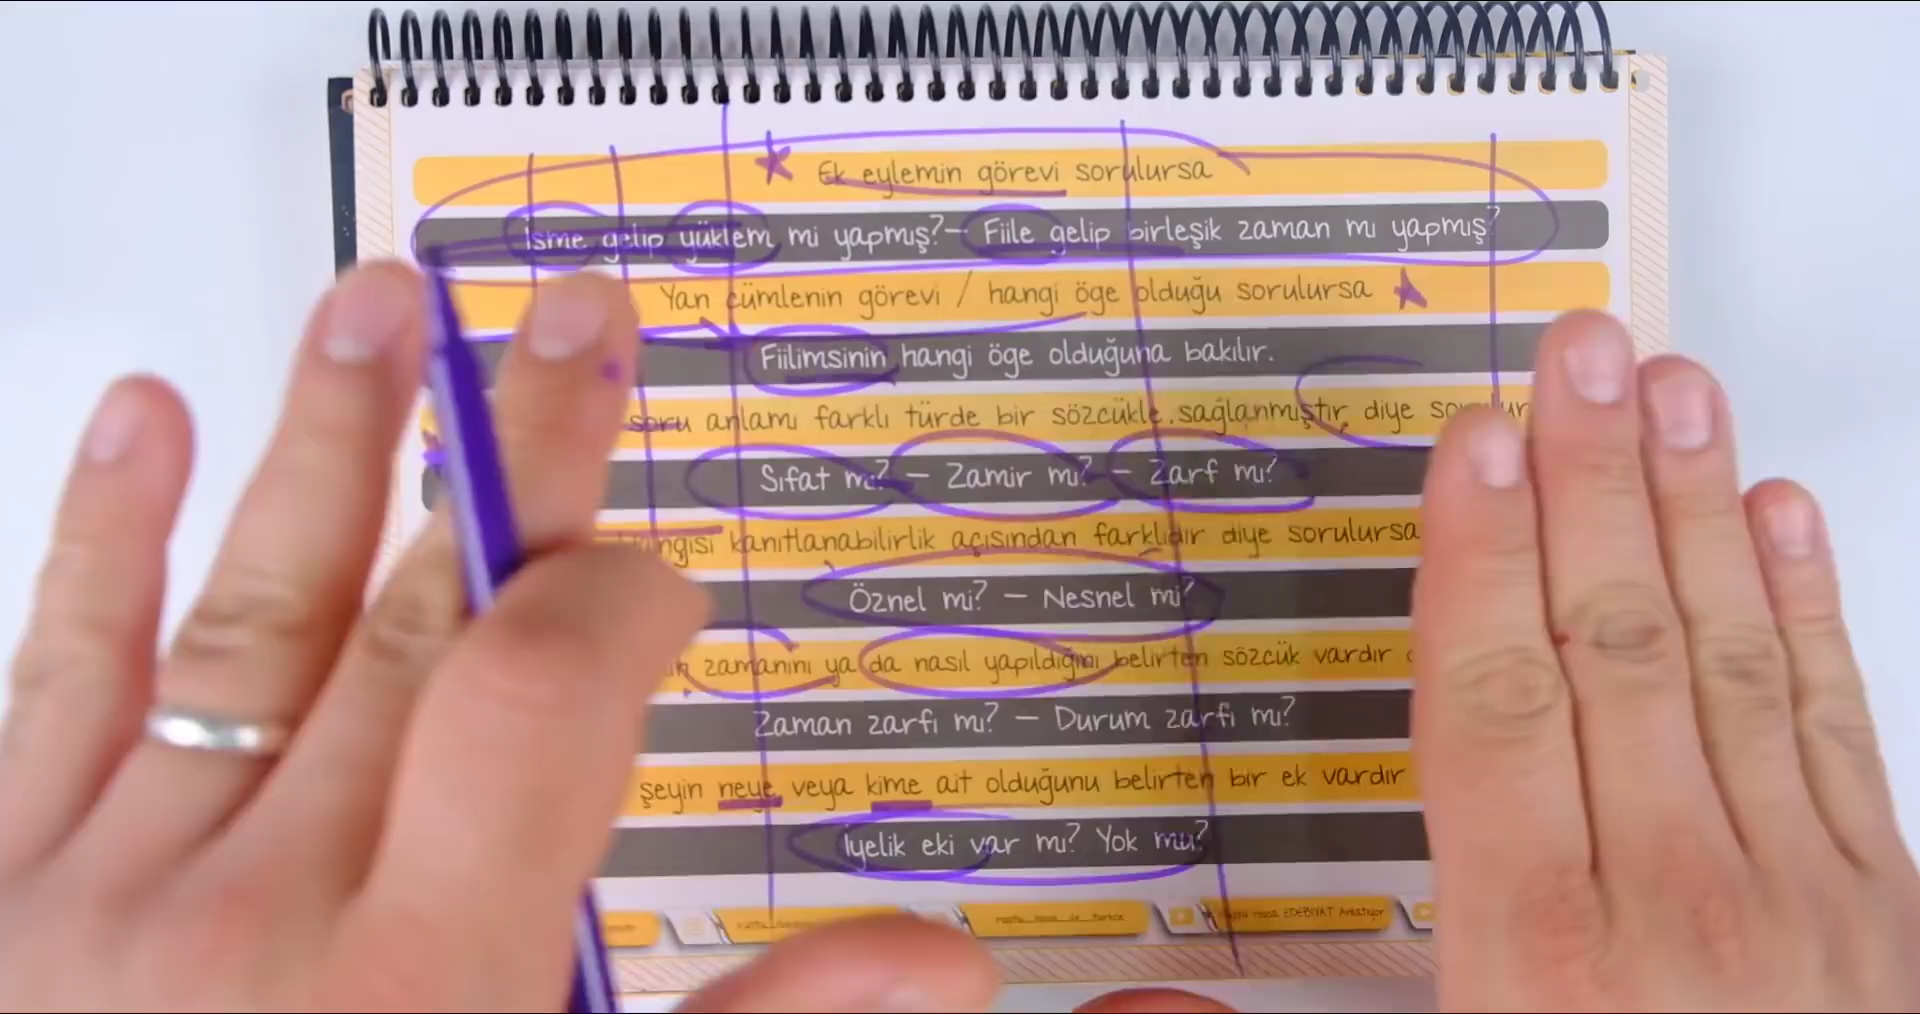 Ek eylemin görevi sorulursa
İsme gelip yüklem mi yapmış? – Fiile gelip birleşik zaman mı yapmış?
Yan cümlenin görevi / hangi öge olduğu sorulursa
Fiilimsinin hangi öge olduğuna bakılır.
soru anlamı farklı türde bir sözcükle sağlanmıştır, diye
Sıfat mı? – Zamir mı? – Zarf mı?
kanıtlanabilirlik açısından farklıdır diye sorulursa
Öznel mi? – Nesnel mi?
zamanını ya da nasıl yapıldığını belirten sözcük vardır
Zaman zarfı mı? – Durum zarfı mı?
şeyin neye veya kime ait olduğunu belirten bir ek vardır
İyelik eki var mı? Yok mu?
EDEBİYAT